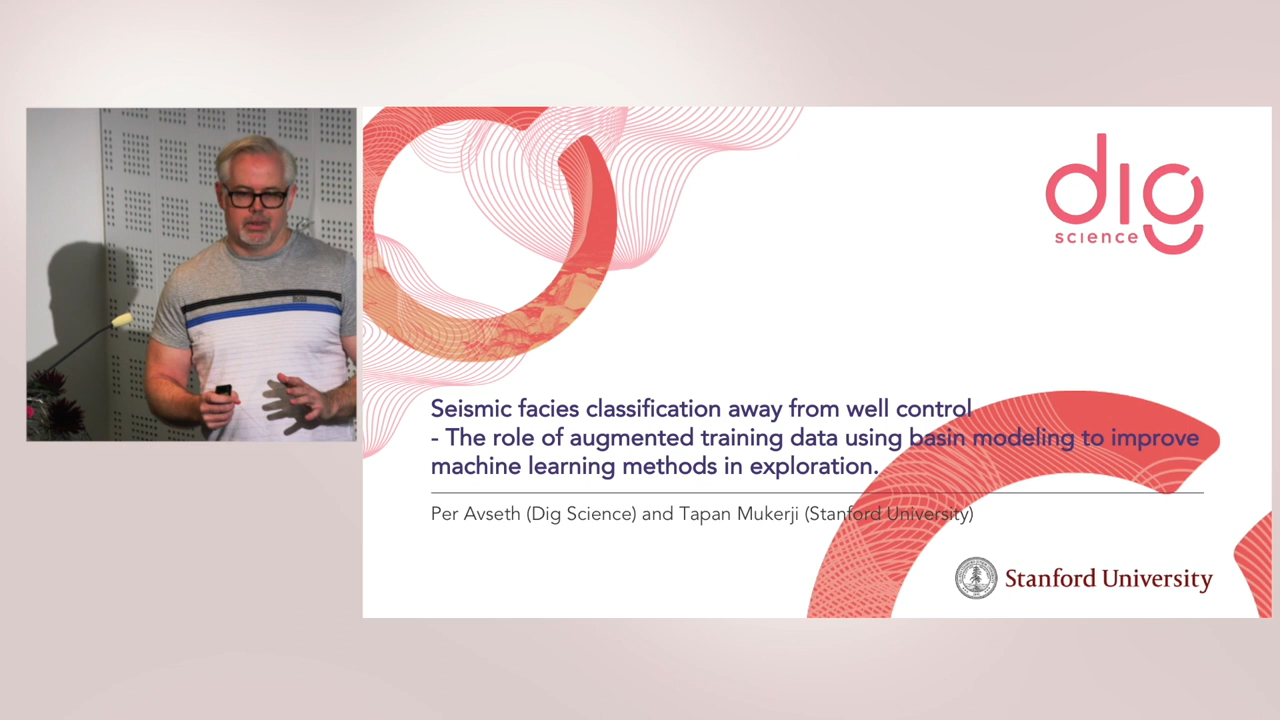 dig
science
Seismic facies classification away from well control
- The role of augmented training data using basin modeling to improve
machine learning methods in exploration.
Per Avseth (Dig Science) and Tapan Mukerji (Stanford University)
Stanford University